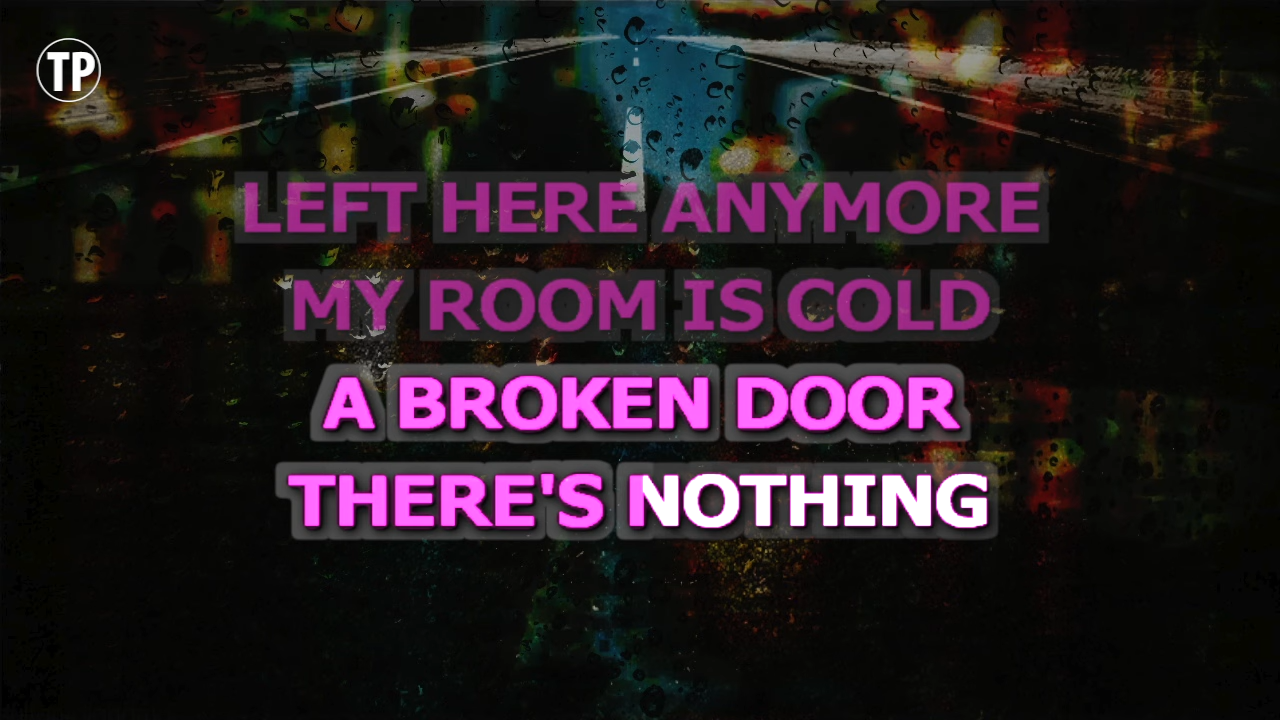 TP
LEFT HERE ANYMORE
MY ROOM IS COLD
A BROKEN DOOR
THERE'S NOTHING